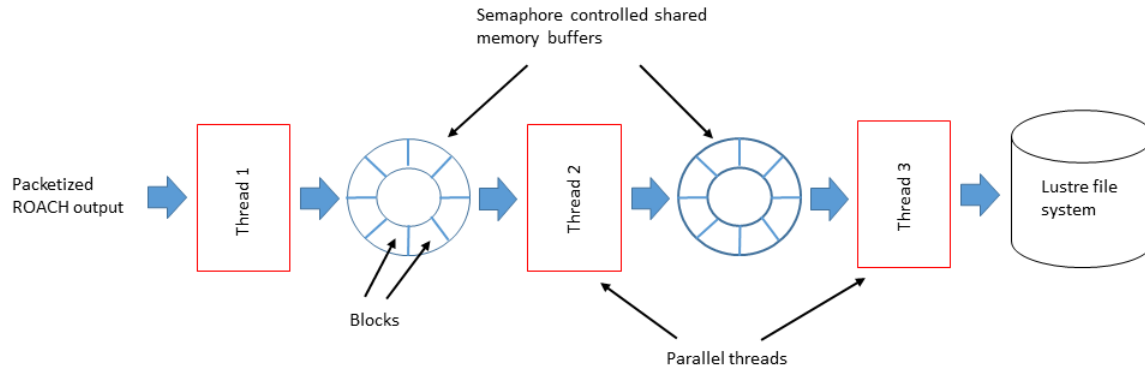 Semaphore controlled shared
memory buffers
Packetized
ROACH output
Thread 1
Thread 2
Thread 3
Lustre file
system
Blocks
Parallel threads